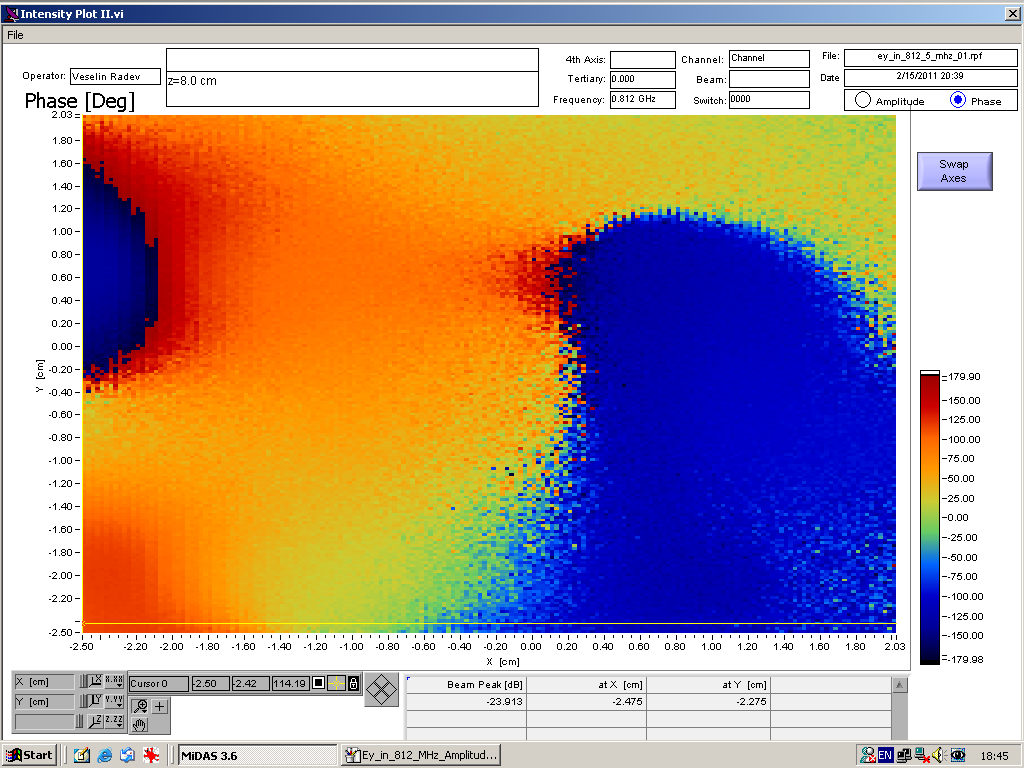 Intensity Plot II.vi
File
Operator: Veselin Radev
z=8.0 cm
4th Axis:
Tertiary: 0.000
Frequency: 0.812 GHz
Channel: Channel
Beam:
Switch: 0000
File: ey_in_812_5_mhz_01.rpf
Date 2/15/2011 20:39
Amplitude Phase
Phase [Deg]
Swap
Axes
2.03
1.80
1.60
1.40
1.20
1.00
0.80
0.60
0.40
0.20
0.00
-0.20
-0.40
-0.60
-0.80
-1.00
-1.20
-1.40
-1.60
-1.80
-2.00
-2.20
-2.50
Y [cm]
-2.50 -2.20 -2.00 -1.80 -1.60 -1.40 -1.20 -1.00 -0.80 -0.60 -0.40 -0.20 0.00 0.20 0.40 0.60 0.80 1.00 1.20 1.40 1.60 1.80 2.03
X [cm]
179.90
150.00
125.00
100.00
75.00
50.00
25.00
0.00
-25.00
-50.00
-75.00
-100.00
-125.00
-150.00
-179.98
X [cm] X X.XX
Y [cm] Y Y.YY
Z Z.ZZ
Cursor 0 -2.50 -2.42 114.19
Beam Peak [dB] at X [cm] at Y [cm]
-23.913 -2.475 -2.275
Start MiDAS 3.6 Ey_in_812_MHz_Amplitud... EN 18:45